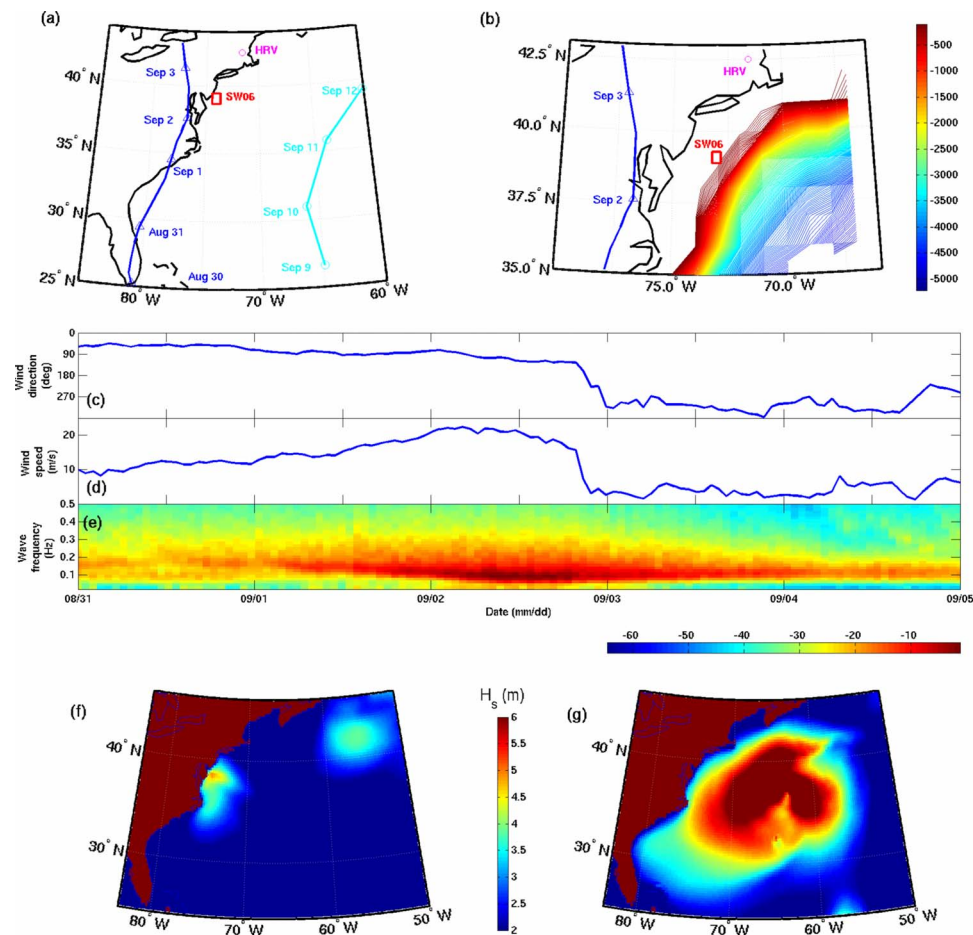 (a)
HRV
40°N
Sep 3
SW06
Sep 12
Sep 2
35°N
Sep 11
Sep 1
30°N
Sep 10
Aug 31
25°N
Aug 30
Sep 9
80°W
70°W
60°W
(b)
42.5°N
HRV
Sep 3
40.0°N
SW06
37.5°N
Sep 2
35.0°N
75.0°W
70.0°W
-500
-1000
-1500
-2000
-2500
-3000
-3500
-4000
-4500
-5000
Wind
direction
(deg)
0
90
180
270
(c)
Wind
speed
(m/s)
20
10
(d)
Wave
frequency
(Hz)
0.5
0.4
0.3
0.2
0.1
(e)
08/31 09/01 09/02 09/03 09/04 09/05
Date (mm/dd)
-60 -50 -40 -30 -20 -10
(f)
40°N
30°N
80°W
70°W
60°W
50°W
Hs (m)
6
5.5
5
4.5
4
3.5
3
2.5
2
(g)
40°N
30°N
80°W
70°W
60°W
50°W